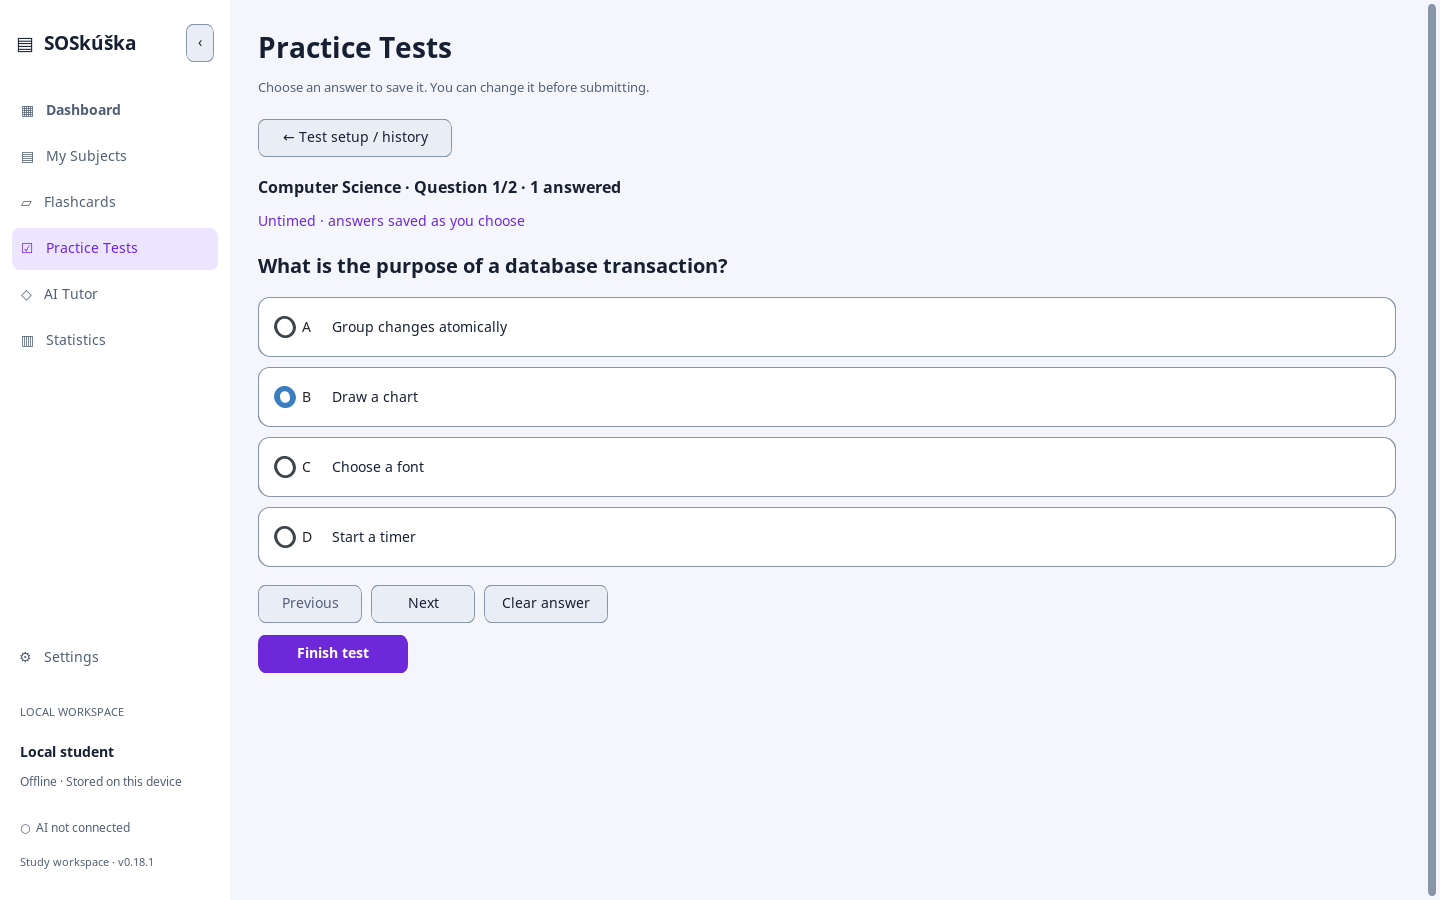 SOSkúška
‹
Dashboard
My Subjects
Flashcards
Practice Tests
AI Tutor
Statistics
Settings
LOCAL WORKSPACE
Local student
Offline · Stored on this device
AI not connected
Study workspace · v0.18.1
Practice Tests
Choose an answer to save it. You can change it before submitting.
← Test setup / history
Computer Science · Question 1/2 · 1 answered
Untimed · answers saved as you choose
What is the purpose of a database transaction?
A Group changes atomically
B Draw a chart
C Choose a font
D Start a timer
Previous Next Clear answer
Finish test